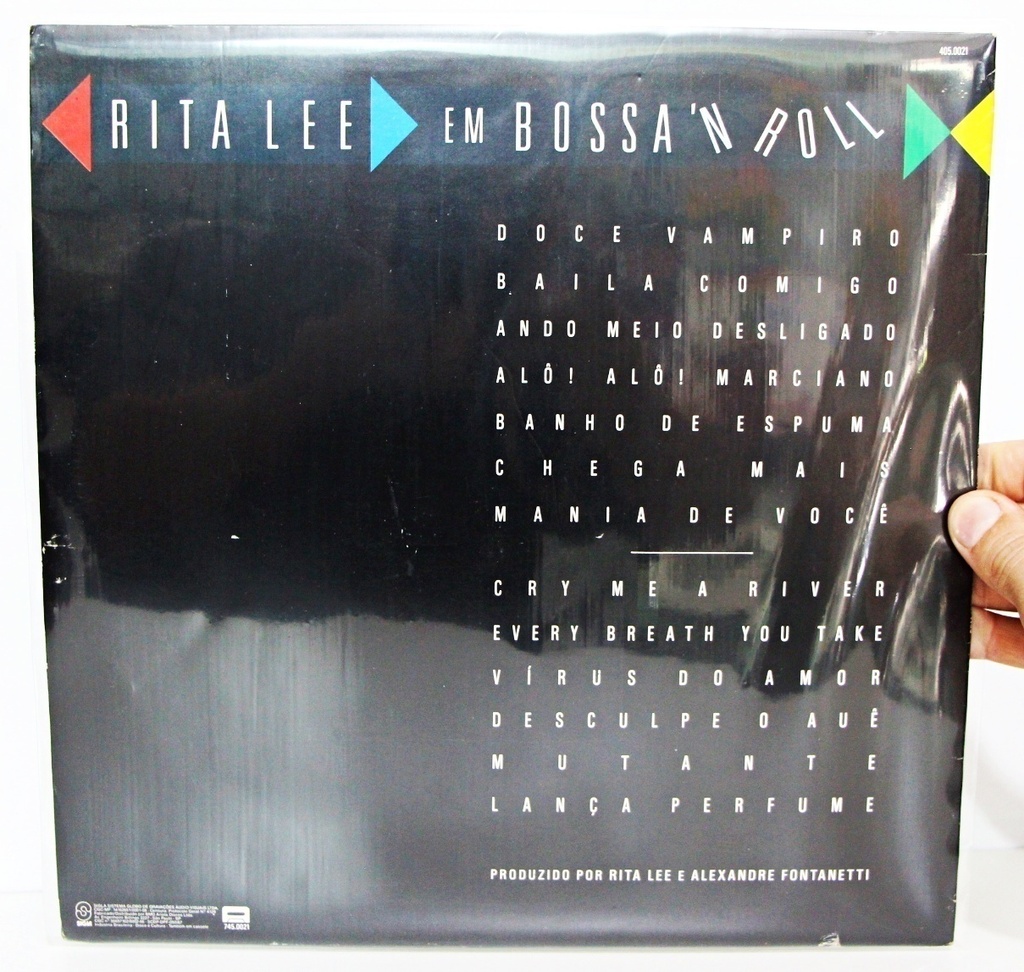 405.0021
RITA LEE EM BOSSA'N ROLL
DOCE VAMPIRO
BAILA COMIGO
ANDO MEIO DESLIGADO
ALÔ! ALÔ! MARCIANO
BANHO DE ESPUMA
CHEGA MAIS
MANIA DE VOCÊ
CRY ME A RIVER
EVERY BREATH YOU TAKE
VÍRUS DO AMOR
DESCULPE O AUÊ
MUTANTE
LANÇA PERFUME
PRODUZIDO POR RITA LEE E ALEXANDRE FONTANETTI
745.0021